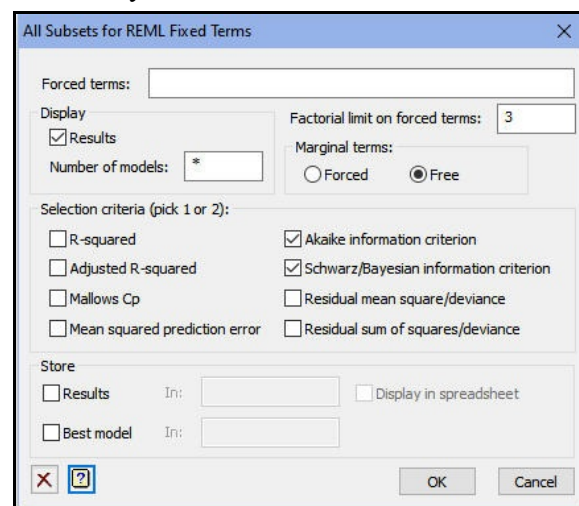 All Subsets for REML Fixed Terms
Forced terms:
Display
Results
Number of models: *
Factorial limit on forced terms: 3
Marginal terms:
Forced Free
Selection criteria (pick 1 or 2):
R-squared
Akaike information criterion
Adjusted R-squared
Schwarz/Bayesian information criterion
Mallows Cp
Residual mean square/deviance
Mean squared prediction error
Residual sum of squares/deviance
Store
Results In: Display in spreadsheet
Best model In:
? OK Cancel